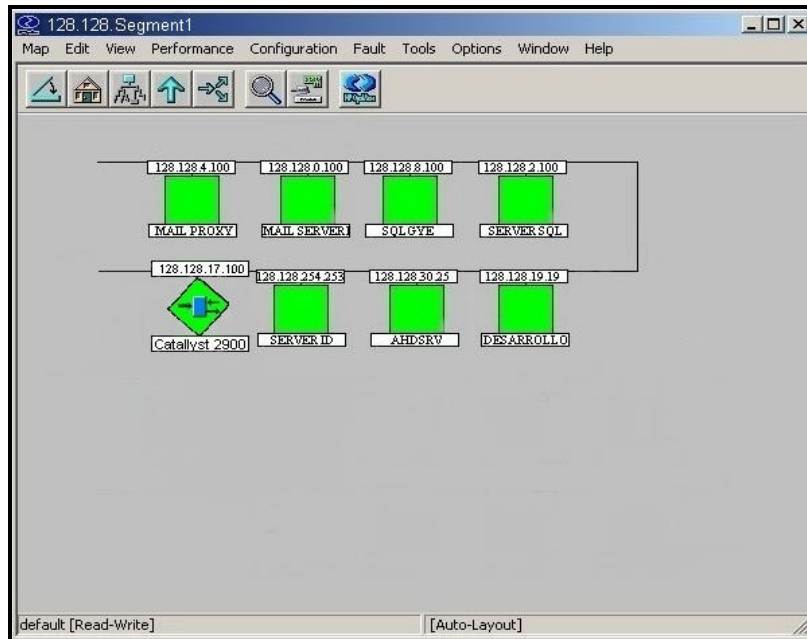 128.128.Segment1
Map Edit View Performance Configuration Fault Tools Options Window Help
128.128.4.100 128.128.0.100 128.128.8.100 128.128.2.100
MAIL PROXY MAIL SERVER1 SQLGYE SERVER SQL
128.128.17.100 128.128.254.253 128.128.30.25 128.128.19.19
Catallyst 2900 SERVER ID AHDSRV DESARROLLO
default [Read-Write] [Auto-Layout]